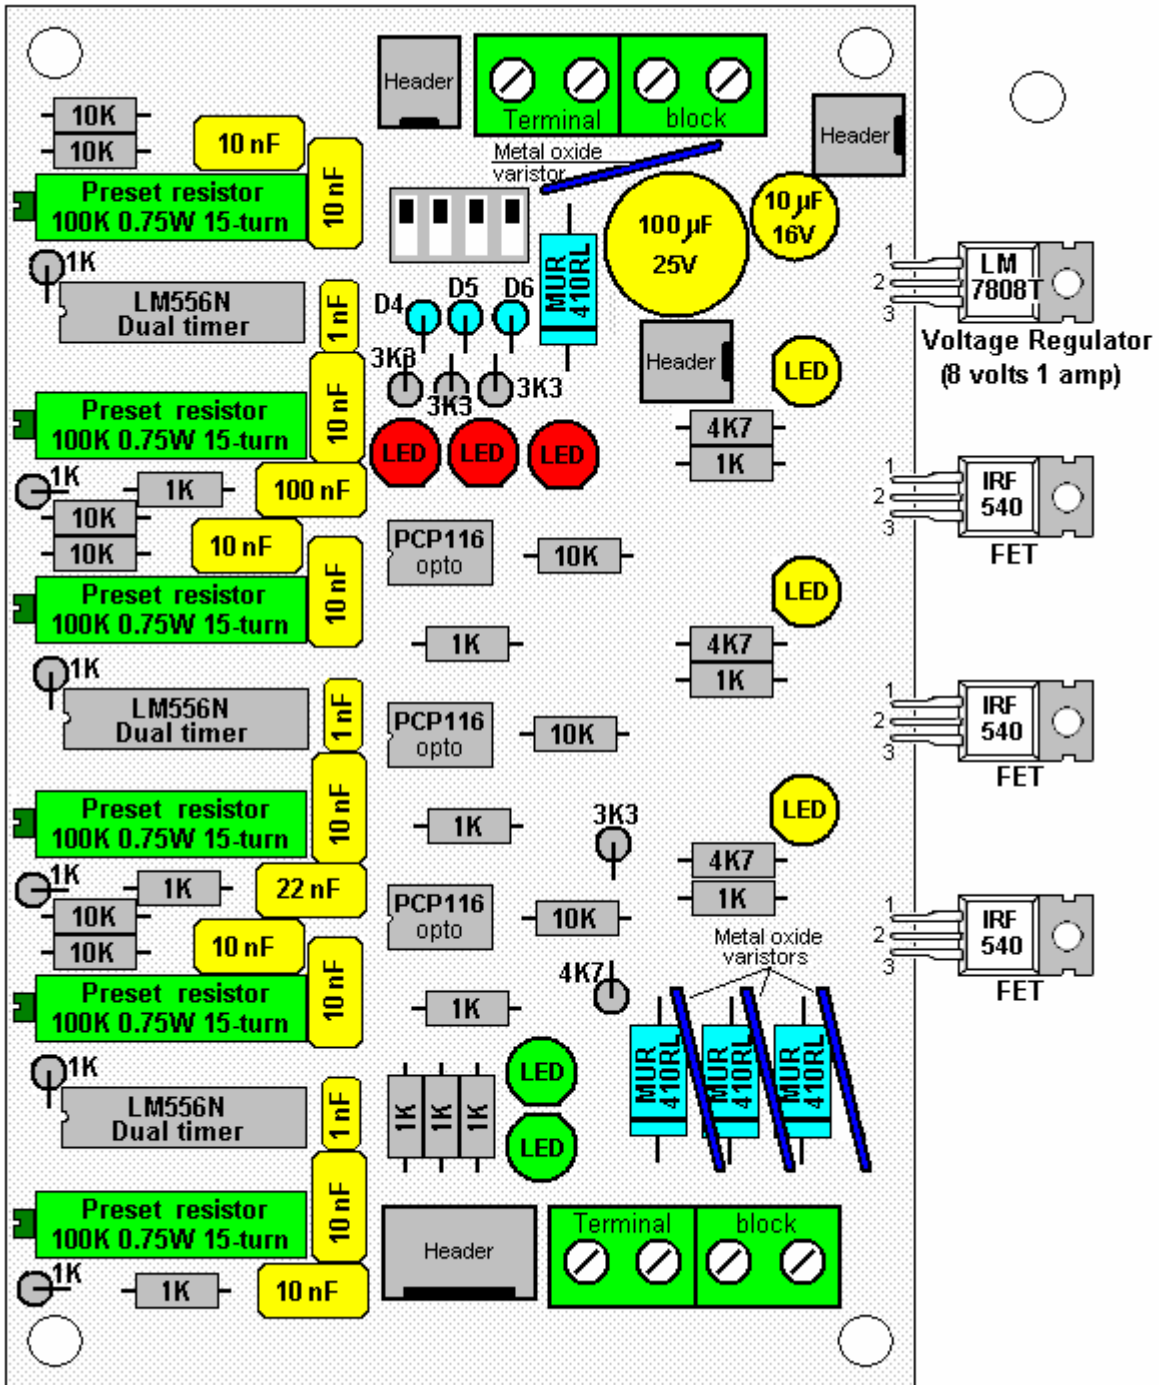 Header
Terminal block
Header
Metal oxide
varistor
10K
10K
10 nF
10 nF
Preset resistor
100K 0.75W 15-turn
100 µF
25V
10 µF
16V
1K
LM556N
Dual timer
1 nF
D4
D5
D6
MUR
410RL
1
2
3
LM
7808T
Voltage Regulator
(8 volts 1 amp)
Header
LED
3K3
3K3
3K3
Preset resistor
100K 0.75W 15-turn
10 nF
LED
LED
LED
4K7
1K
1K
1K
100 nF
1
2
3
IRF
540
FET
10K
10K
10 nF
10 nF
PCP116
opto
10K
LED
Preset resistor
100K 0.75W 15-turn
1K
4K7
1K
1K
LM556N
Dual timer
1 nF
PCP116
opto
10K
1
2
3
IRF
540
FET
Preset resistor
100K 0.75W 15-turn
10 nF
1K
3K3
LED
4K7
1K
1K
1K
22 nF
10K
10K
10 nF
10 nF
PCP116
opto
10K
1
2
3
IRF
540
FET
Metal oxide
varistors
4K7
Preset resistor
100K 0.75W 15-turn
1K
MUR
410RL
MUR
410RL
MUR
410RL
1K
LM556N
Dual timer
1 nF
1K
1K
1K
LED
LED
Preset resistor
100K 0.75W 15-turn
10 nF
Header
Terminal block
1K
1K
10 nF